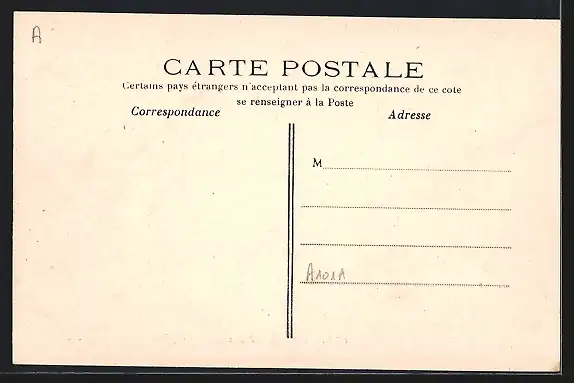 A
CARTE POSTALE
Certains pays étrangers n'acceptant pas la correspondance de ce cote
se renseigner à la Poste
Correspondance
Adresse
M
A101A